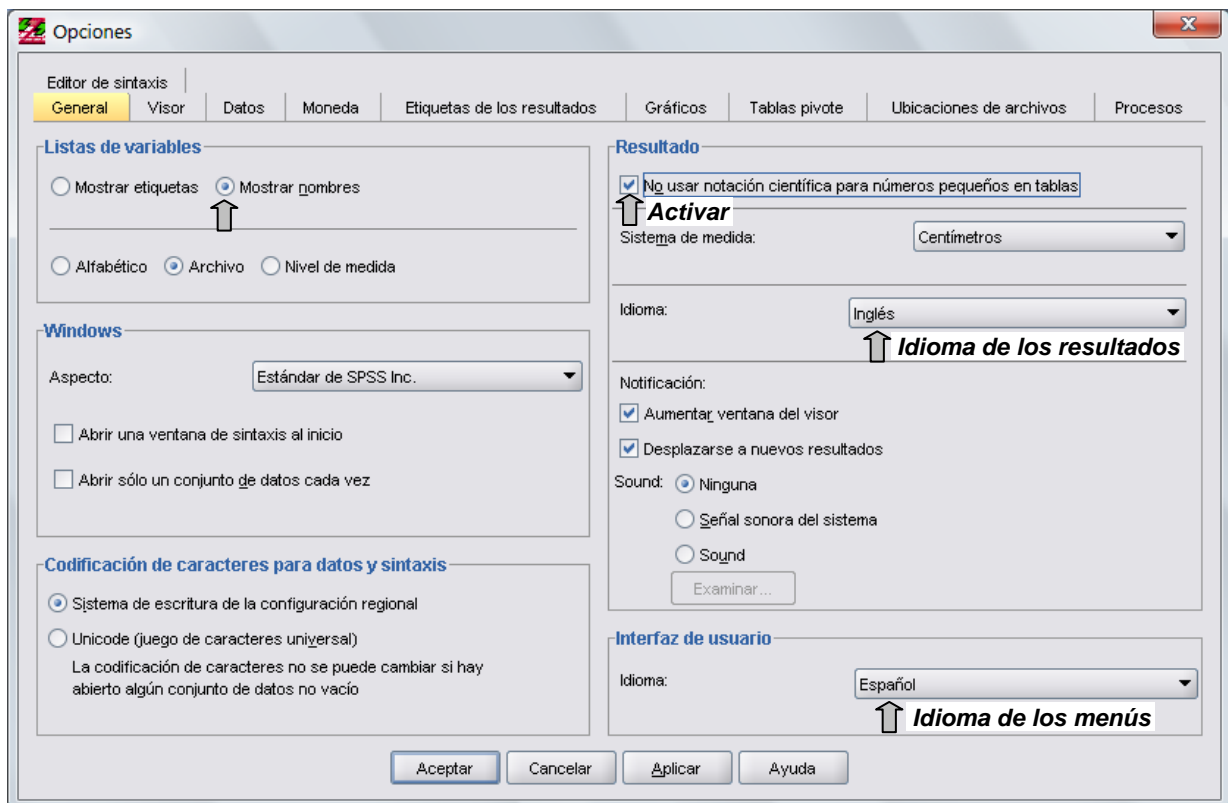 Opciones
Editor de sintaxis
General Visor Datos Moneda Etiquetas de los resultados Gráficos Tablas pivote Ubicaciones de archivos Procesos
Listas de variables
Mostrar etiquetas Mostrar nombres
Alfabético Archivo Nivel de medida
Windows
Aspecto: Estándar de SPSS Inc.
Abrir una ventana de sintaxis al inicio
Abrir sólo un conjunto de datos cada vez
Codificación de caracteres para datos y sintaxis
Sistema de escritura de la configuración regional
Unicode (juego de caracteres universal)
La codificación de caracteres no se puede cambiar si hay
abierto algún conjunto de datos no vacío
Resultado
No usar notación científica para números pequeños en tablas
Activar
Sistema de medida: Centímetros
Idioma: Inglés
Idioma de los resultados
Notificación:
Aumentar ventana del visor
Desplazarse a nuevos resultados
Sound: Ninguna
Señal sonora del sistema
Sound
Examinar...
Interfaz de usuario
Idioma: Español
Idioma de los menús
Aceptar Cancelar Aplicar Ayuda